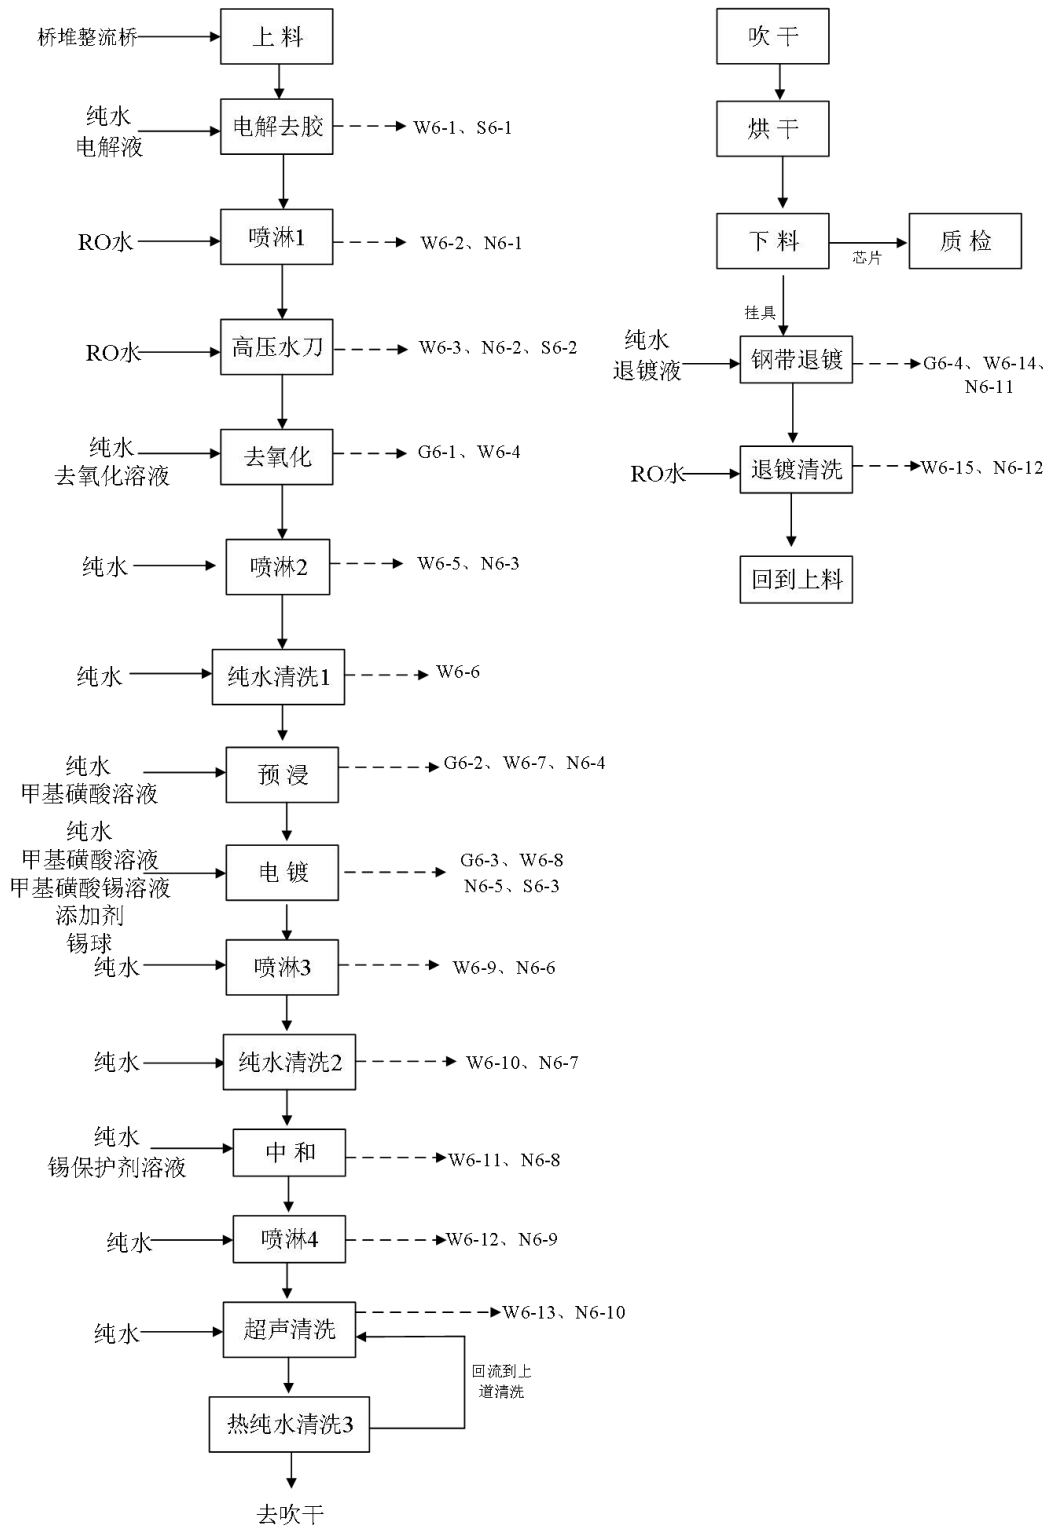 桥堆整流桥
上 料
纯水
电解液
电解去胶
W6-1、S6-1
RO水
喷淋1
W6-2、N6-1
RO水
高压水刀
W6-3、N6-2、S6-2
纯水
去氧化溶液
去氧化
G6-1、W6-4
纯水
喷淋2
W6-5、N6-3
纯水
纯水清洗1
W6-6
纯水
甲基磺酸溶液
预 浸
G6-2、W6-7、N6-4
纯水
甲基磺酸溶液
甲基磺酸锡溶液
添加剂
锡球
电 镀
G6-3、W6-8
N6-5、S6-3
纯水
喷淋3
W6-9、N6-6
纯水
纯水清洗2
W6-10、N6-7
纯水
锡保护剂溶液
中 和
W6-11、N6-8
纯水
喷淋4
W6-12、N6-9
纯水
超声清洗
W6-13、N6-10
回流到上
道清洗
热纯水清洗3
去吹干
吹 干
烘 干
下 料
芯片
质 检
挂具
纯水
退镀液
钢带退镀
G6-4、W6-14、
N6-11
RO水
退镀清洗
W6-15、N6-12
回到上料